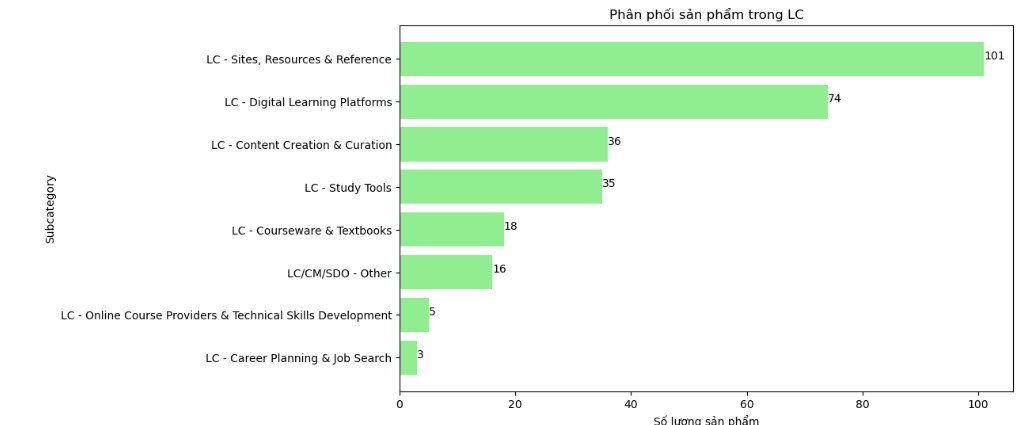 Phân phối sản phẩm trong LC
LC - Sites, Resources & Reference
101
LC - Digital Learning Platforms
74
LC - Content Creation & Curation
36
LC - Study Tools
35
Subcategory
LC - Courseware & Textbooks
18
LC/CM/SDO - Other
16
LC - Online Course Providers & Technical Skills Development
5
LC - Career Planning & Job Search
3
0 20 40 60 80 100
Số lượng sản phẩm